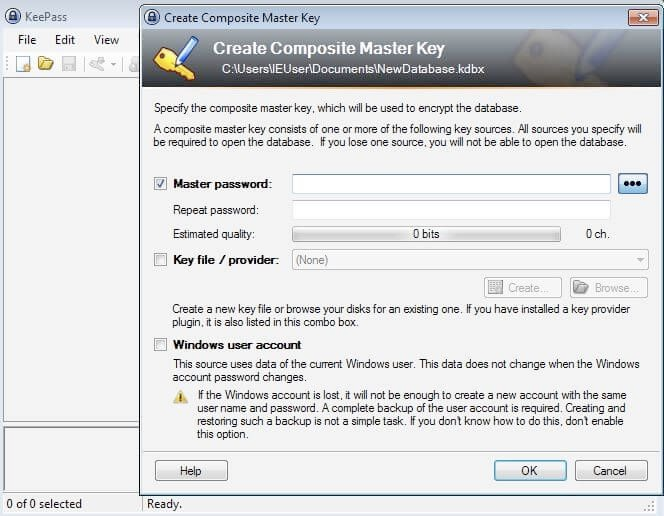 KeePass
File Edit View
Create Composite Master Key
Create Composite Master Key
C:\Users\IEUser\Documents\NewDatabase.kdbx
Specify the composite master key, which will be used to encrypt the database.
A composite master key consists of one or more of the following key sources. All sources you specify will
be required to open the database. If you lose one source, you will not be able to open the database.
Master password:
Repeat password:
Estimated quality: 0 bits 0 ch.
Key file / provider: (None)
Create... Browse...
Create a new key file or browse your disks for an existing one. If you have installed a key provider
plugin, it is also listed in this combo box.
Windows user account
This source uses data of the current Windows user. This data does not change when the Windows
account password changes.
If the Windows account is lost, it will not be enough to create a new account with the same
user name and password. A complete backup of the user account is required. Creating and
restoring such a backup is not a simple task. If you don't know how to do this, don't enable
this option.
Help OK Cancel
0 of 0 selected Ready.